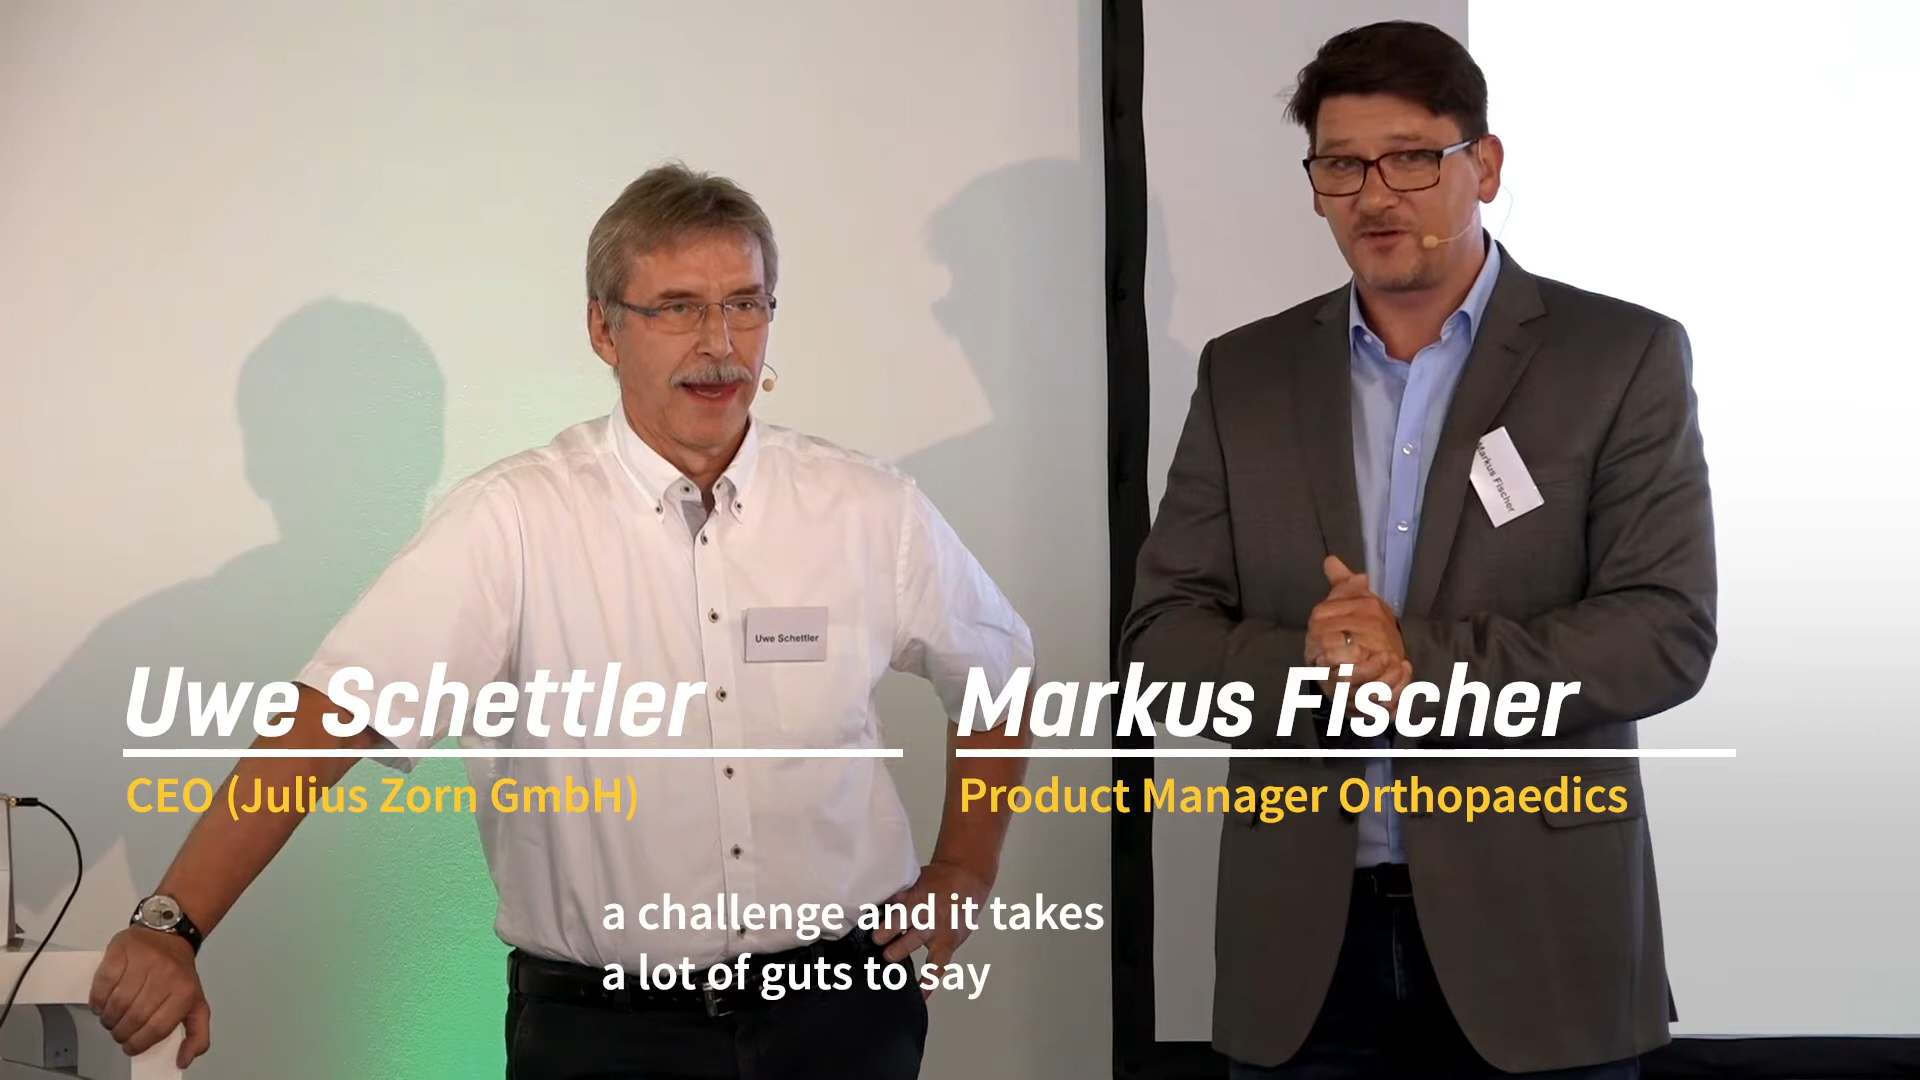 Markus Fischer
Uwe Schettler
Uwe Schettler
CEO (Julius Zorn GmbH)
Markus Fischer
Product Manager Orthopaedics
a challenge and it takes
a lot of guts to say